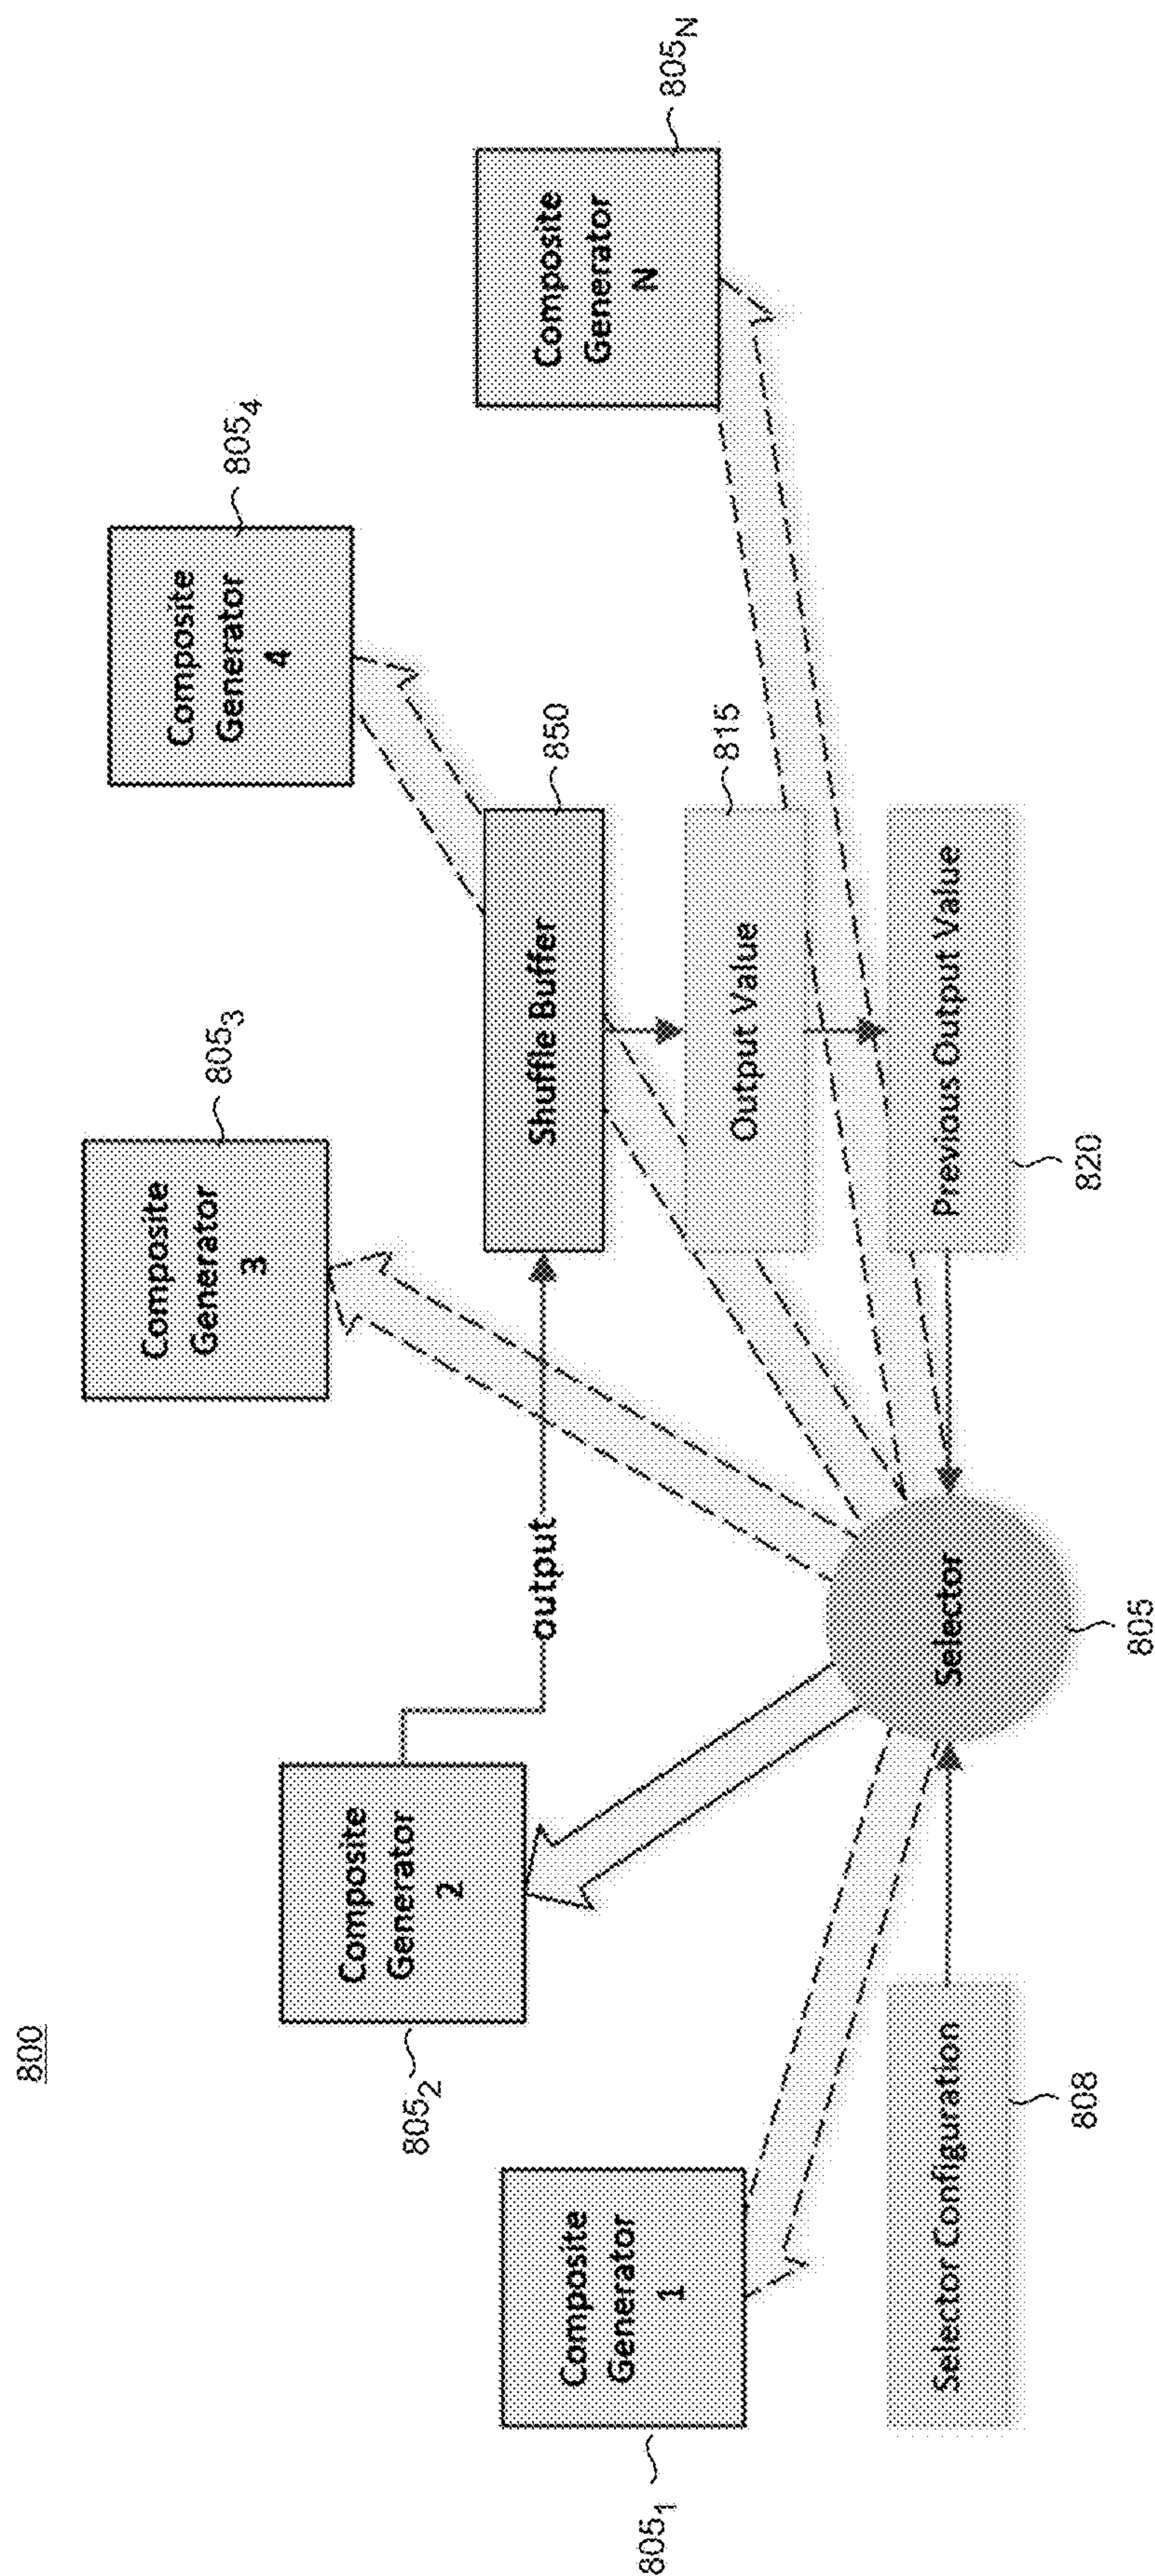 800
Composite
Generator
1
805₁
Composite
Generator
2
805₂
Composite
Generator
3
805₃
Composite
Generator
4
805₄
Composite
Generator
N
805N
output
Shuffle Buffer
850
Output Value
815
Previous Output Value
820
Selector
805
Selector Configuration
808